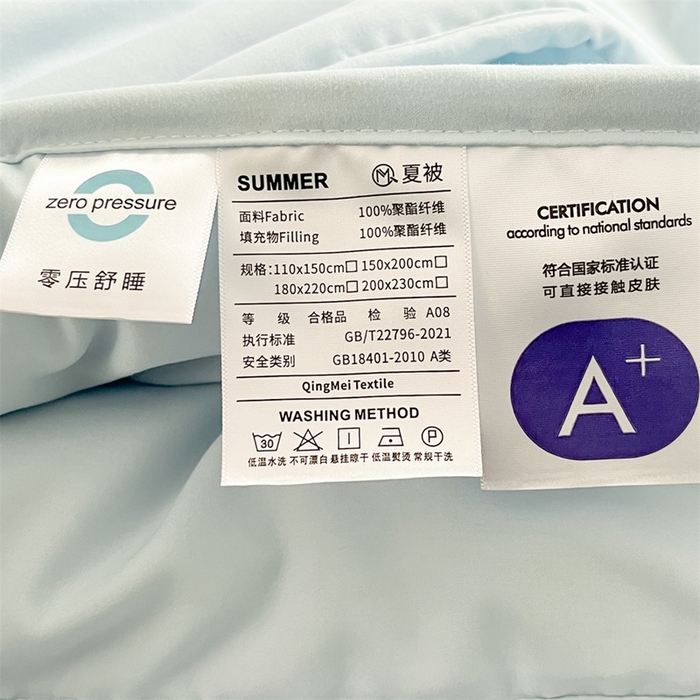 zero pressure
零压舒睡
SUMMER 夏被
面料Fabric 100%聚酯纤维
填充物Filling 100%聚酯纤维
规格:110x150cm□ 150x200cm□
180x220cm□ 200x230cm□
等 级 合格品 检 验 A08
执行标准 GB/T22796-2021
安全类别 GB18401-2010 A类
QingMei Textile
WASHING METHOD
30 P
低温水洗 不可漂白 悬挂晾干 低温熨烫 常规干洗
CERTIFICATION
according to national standards
符合国家标准认证
可直接接触皮肤
A+